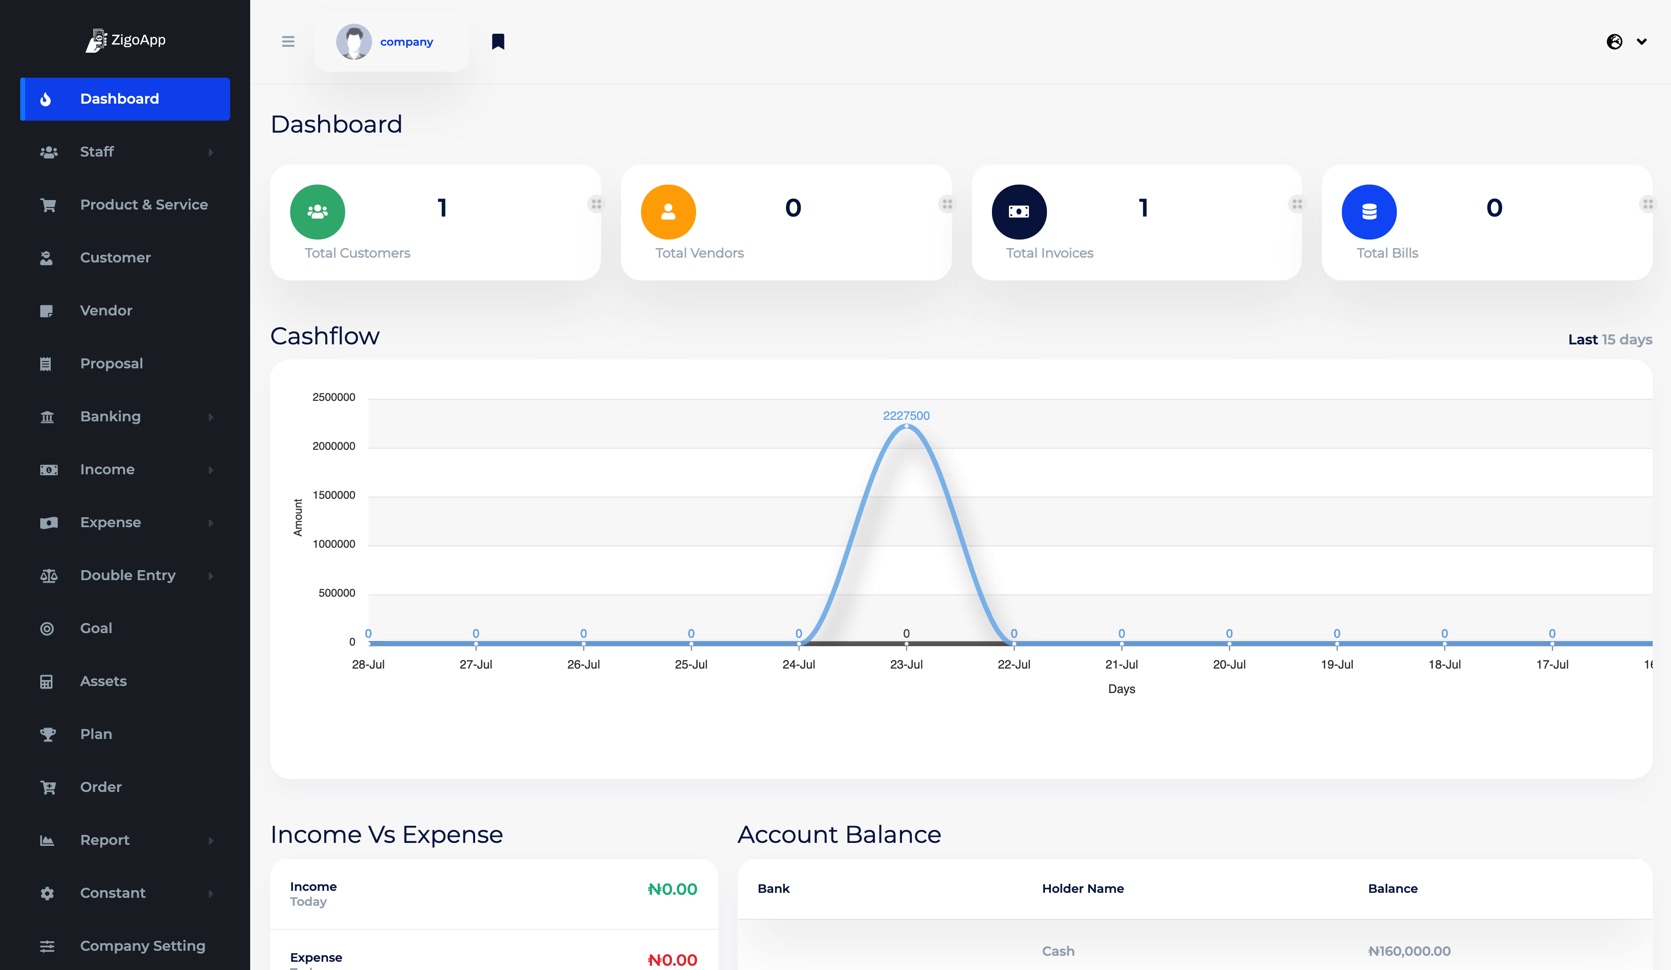 ZigoApp
Dashboard
Staff
Product & Service
Customer
Vendor
Proposal
Banking
Income
Expense
Double Entry
Goal
Assets
Plan
Order
Report
Constant
Company Setting
company
Dashboard
1
Total Customers
0
Total Vendors
1
Total Invoices
0
Total Bills
Cashflow
Last 15 days
2500000
2000000
1500000
1000000
500000
0
Amount
2227500
0 0 0 0 0 0 0 0 0 0 0 0
28-Jul 27-Jul 26-Jul 25-Jul 24-Jul 23-Jul 22-Jul 21-Jul 20-Jul 19-Jul 18-Jul 17-Jul
Days
Income Vs Expense
Income
Today
₦0.00
Expense
₦0.00
Account Balance
Bank Holder Name Balance
Cash ₦160,000.00